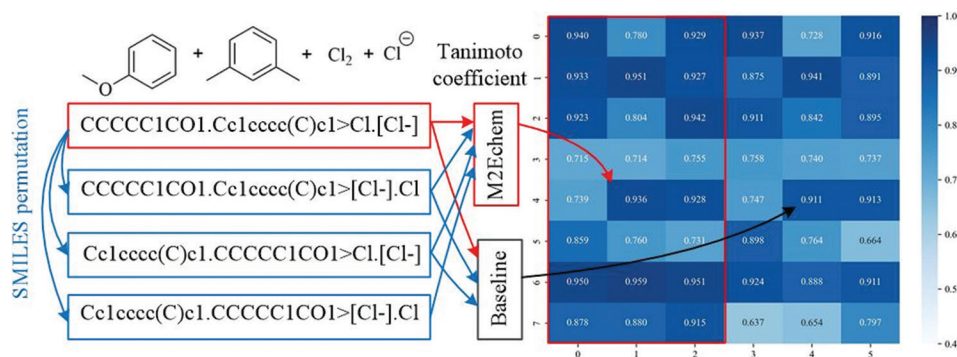 O
+ + Cl2 + Cl⊖
Tanimoto
coefficient
SMILES permutation
CCCCC1CO1.Cc1cccc(C)c1>Cl.[Cl-]
CCCCC1CO1.Cc1cccc(C)c1>[Cl-].Cl
Cc1cccc(C)c1.CCCCC1CO1>Cl.[Cl-]
Cc1cccc(C)c1.CCCCC1CO1>[Cl-].Cl
M2Echem
Baseline
0 0.940 0.780 0.929 0.937 0.728 0.916
1 0.933 0.951 0.927 0.875 0.941 0.891
2 0.923 0.804 0.942 0.911 0.842 0.895
3 0.715 0.714 0.755 0.758 0.740 0.737
4 0.739 0.936 0.928 0.747 0.911 0.913
5 0.859 0.760 0.731 0.898 0.764 0.664
6 0.950 0.959 0.951 0.924 0.888 0.911
7 0.878 0.880 0.915 0.637 0.654 0.797
0 1 2 3 4 5
1.0
0.9
0.8
0.7
0.6
0.5
0.4